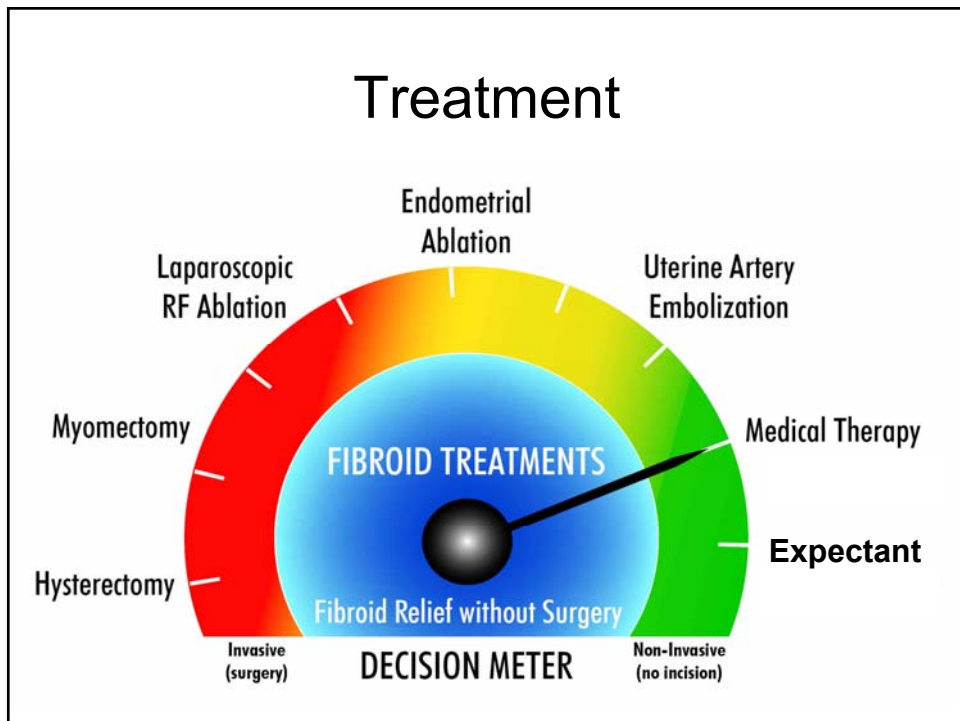 Treatment
Endometrial
Ablation
Laparoscopic
RF Ablation
Uterine Artery
Embolization
Myomectomy
Medical Therapy
FIBROID TREATMENTS
Expectant
Hysterectomy
Fibroid Relief without Surgery
Invasive
(surgery)
DECISION METER
Non-Invasive
(no incision)